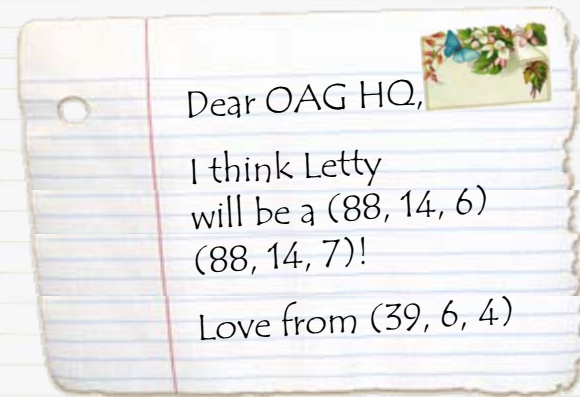 Dear OAG HQ,
I think Letty
will be a (88, 14, 6)
(88, 14, 7)!
Love from (39, 6, 4)